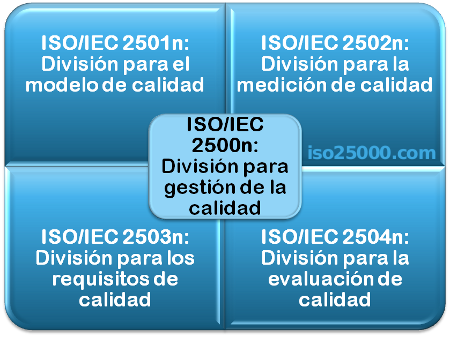 ISO/IEC 2501n:
División para el
modelo de calidad
ISO/IEC 2502n:
División para la
medición de calidad
ISO/IEC
2500n:
División para
gestión de la
calidad
iso25000.com
ISO/IEC 2503n:
División para los
requisitos de
calidad
ISO/IEC 2504n:
División para la
evaluación de
calidad